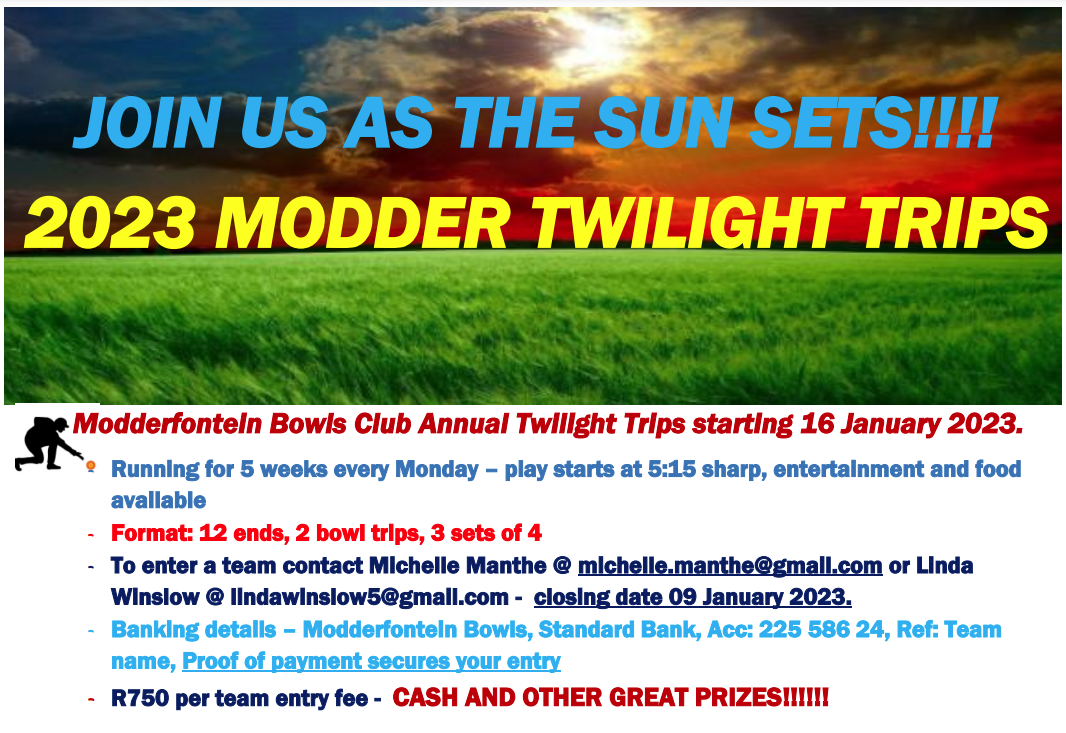 JOIN US AS THE SUN SETS!!!!
2023 MODDER TWILIGHT TRIPS
Modderfontein Bowls Club Annual Twilight Trips starting 16 January 2023.
Running for 5 weeks every Monday – play starts at 5:15 sharp, entertainment and food
available
- Format: 12 ends, 2 bowl trips, 3 sets of 4
- To enter a team contact Michelle Manthe @ michelle.manthe@gmail.com or Linda
Winslow @ lindawinslow5@gmail.com - closing date 09 January 2023.
- Banking details – Modderfontein Bowls, Standard Bank, Acc: 225 586 24, Ref: Team
name, Proof of payment secures your entry
- R750 per team entry fee - CASH AND OTHER GREAT PRIZES!!!!!!